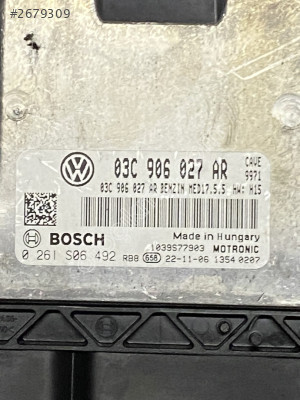 #2679309
03C 906 027 AR
CAVE
9971
03C 906 027 AR BENZIN MED17.5.5 HW: H15
BOSCH
Made in Hungary
1039S77903 MOTRONIC
0 261 S06 492 RBB 658 22-11-06 1354 0207